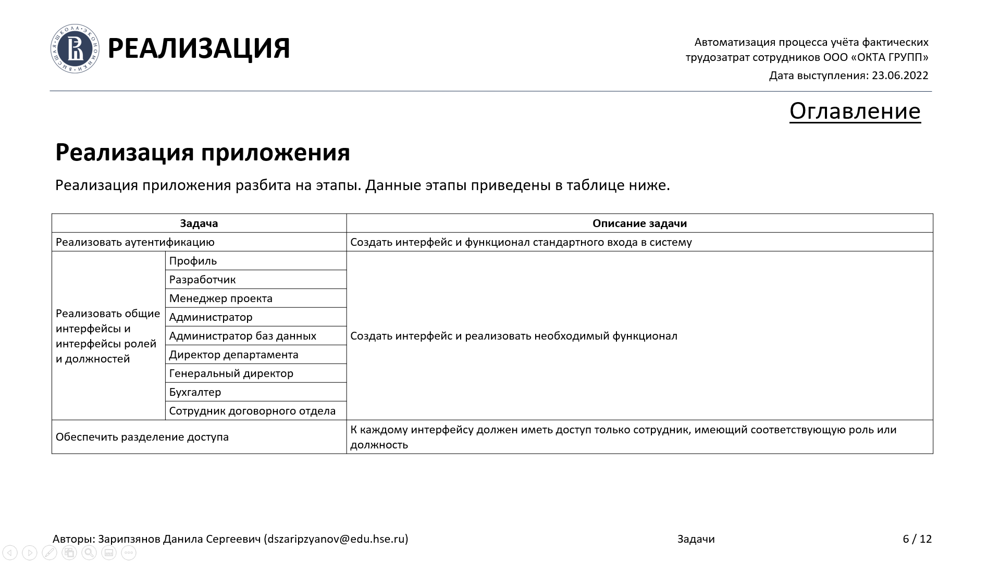 ВЫСШАЯ ШКОЛА ЭКОНОМИКИ
РЕАЛИЗАЦИЯ
Автоматизация процесса учёта фактических
трудозатрат сотрудников ООО «ОКТА ГРУПП»
Дата выступления: 23.06.2022
Оглавление
Реализация приложения
Реализация приложения разбита на этапы. Данные этапы приведены в таблице ниже.
Задача
Описание задачи
Реализовать аутентификацию
Создать интерфейс и функционал стандартного входа в систему
Реализовать общие
интерфейсы и
интерфейсы ролей
и должностей
Профиль
Разработчик
Менеджер проекта
Администратор
Администратор баз данных
Директор департамента
Генеральный директор
Бухгалтер
Сотрудник договорного отдела
Создать интерфейс и реализовать необходимый функционал
Обеспечить разделение доступа
К каждому интерфейсу должен иметь доступ только сотрудник, имеющий соответствующую роль или
должность
Авторы: Зарипзянов Данила Сергеевич (dszaripzyanov@edu.hse.ru)
Задачи
6 / 12